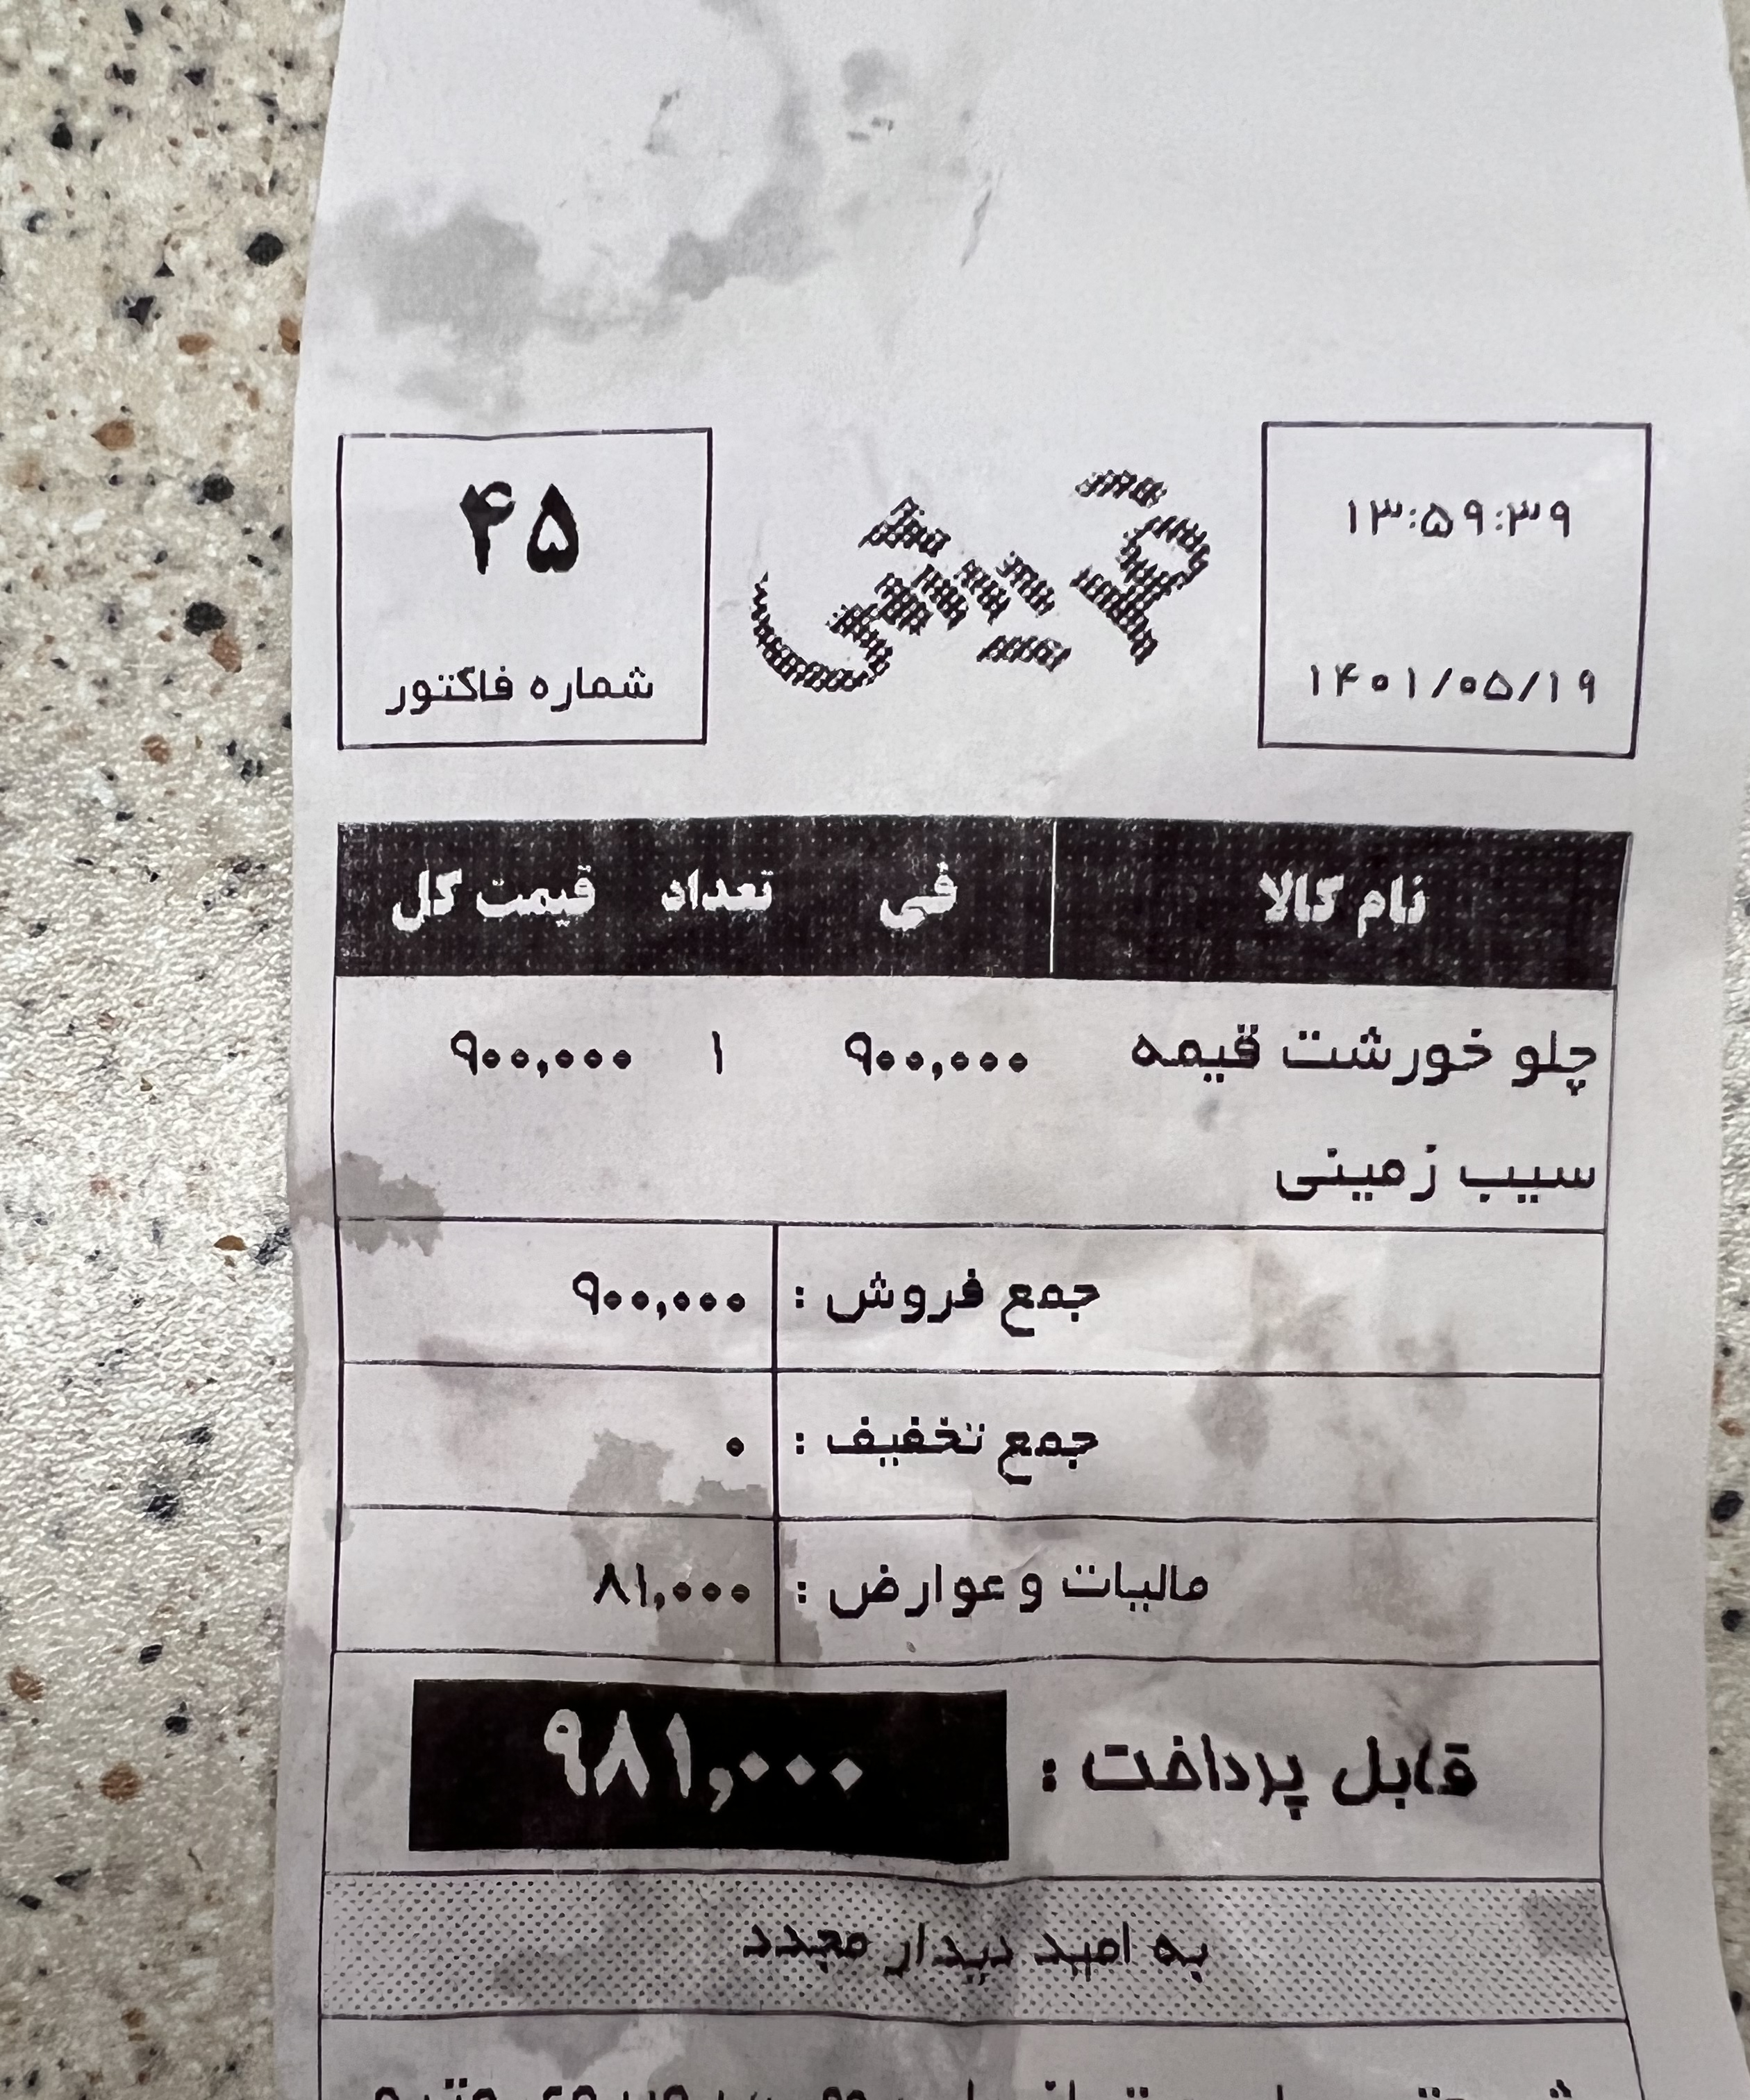 ۱۳:۵۹:۳۹
۱۴۰۱/۰۵/۱۹
۴۵
شماره فاکتور
نام کالا فی تعداد قیمت کل
چلو خورشت قیمه ۹۰۰,۰۰۰ ۱ ۹۰۰,۰۰۰
سیب زمینی
جمع فروش : ۹۰۰,۰۰۰
جمع تخفیف : ۰
مالیات و عوارض : ۸۱,۰۰۰
قابل پرداخت : ۹۸۱,۰۰۰
به امید دیدار مجدد